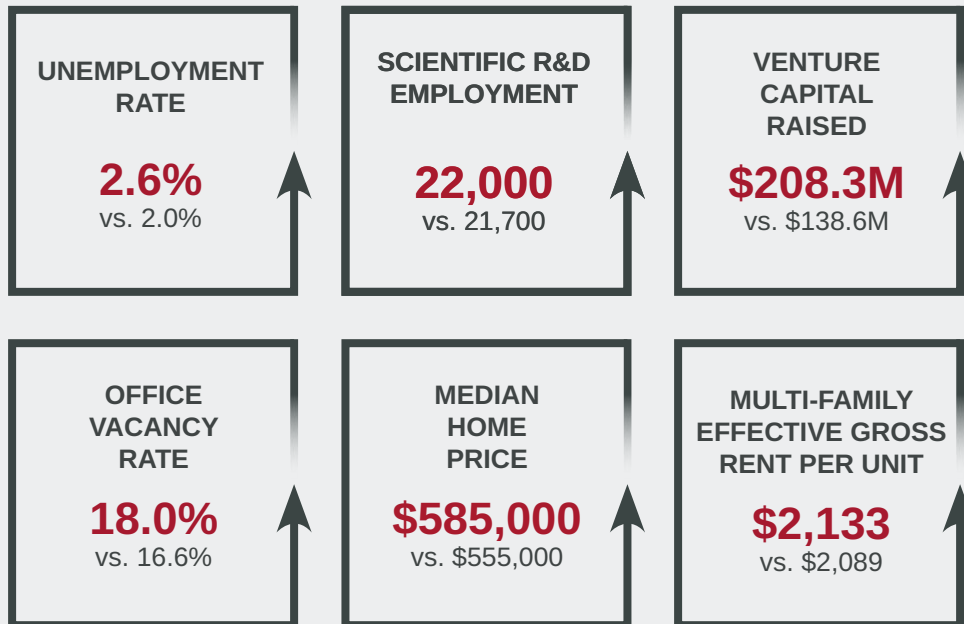 UNEMPLOYMENT
RATE
2.6%
vs. 2.0%
SCIENTIFIC R&D
EMPLOYMENT
22,000
vs. 21,700
VENTURE
CAPITAL
RAISED
$208.3M
vs. $138.6M
OFFICE
VACANCY
RATE
18.0%
vs. 16.6%
MEDIAN
HOME
PRICE
$585,000
vs. $555,000
MULTI-FAMILY
EFFECTIVE GROSS
RENT PER UNIT
$2,133
vs. $2,089